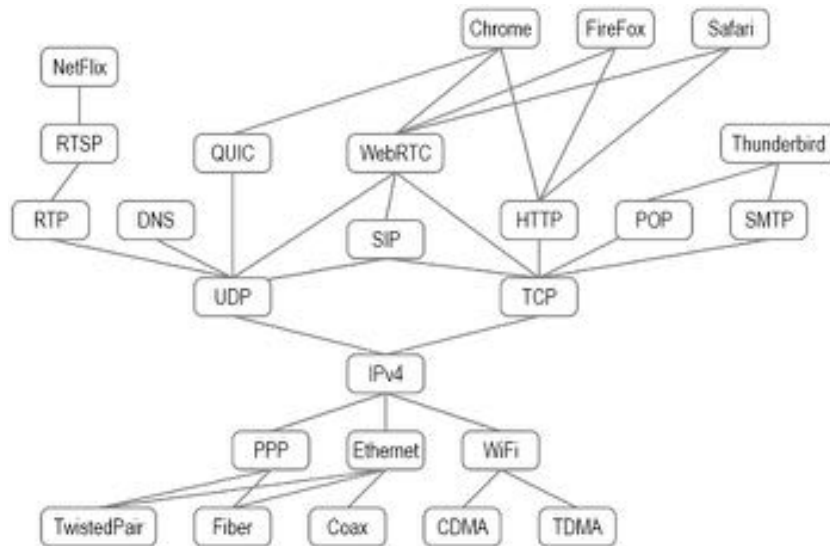 Chrome
FireFox
Safari
NetFlix
RTSP
QUIC
WebRTC
Thunderbird
RTP
DNS
SIP
HTTP
POP
SMTP
UDP
TCP
IPv4
PPP
Ethernet
WiFi
TwistedPair
Fiber
Coax
CDMA
TDMA